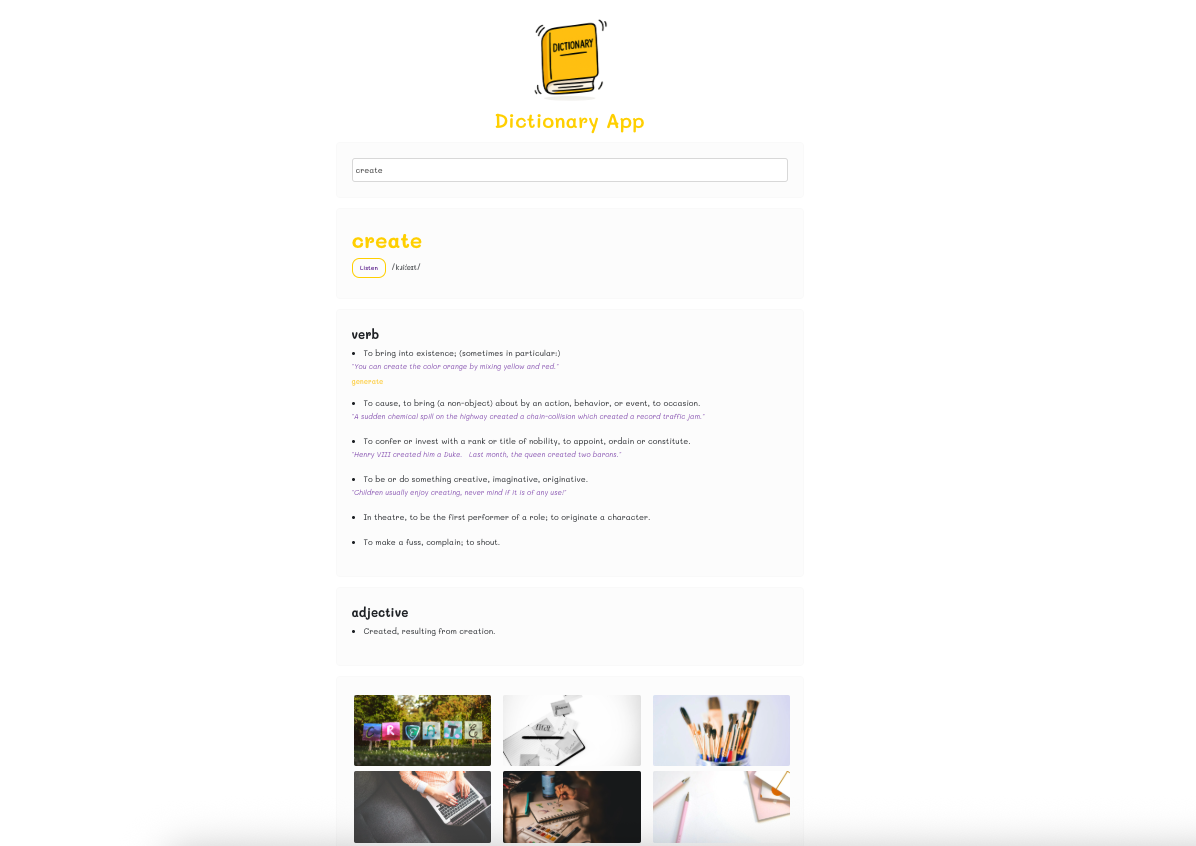 DICTIONARY
Dictionary App
create
create
Listen /kɹiːeɪt/
verb
To bring into existence; (sometimes in particular:)
"You can create the color orange by mixing yellow and red."
generate
To cause, to bring (a non-object) about by an action, behavior, or event, to occasion.
"A sudden chemical spill on the highway created a chain-collision which created a record traffic jam."
To confer or invest with a rank or title of nobility, to appoint, ordain or constitute.
"Henry VIII created him a Duke. Last month, the queen created two barons."
To be or do something creative, imaginative, originative.
"Children usually enjoy creating, never mind if it is of any use!"
In theatre, to be the first performer of a role; to originate a character.
To make a fuss, complain; to shout.
adjective
Created, resulting from creation.
CREATE